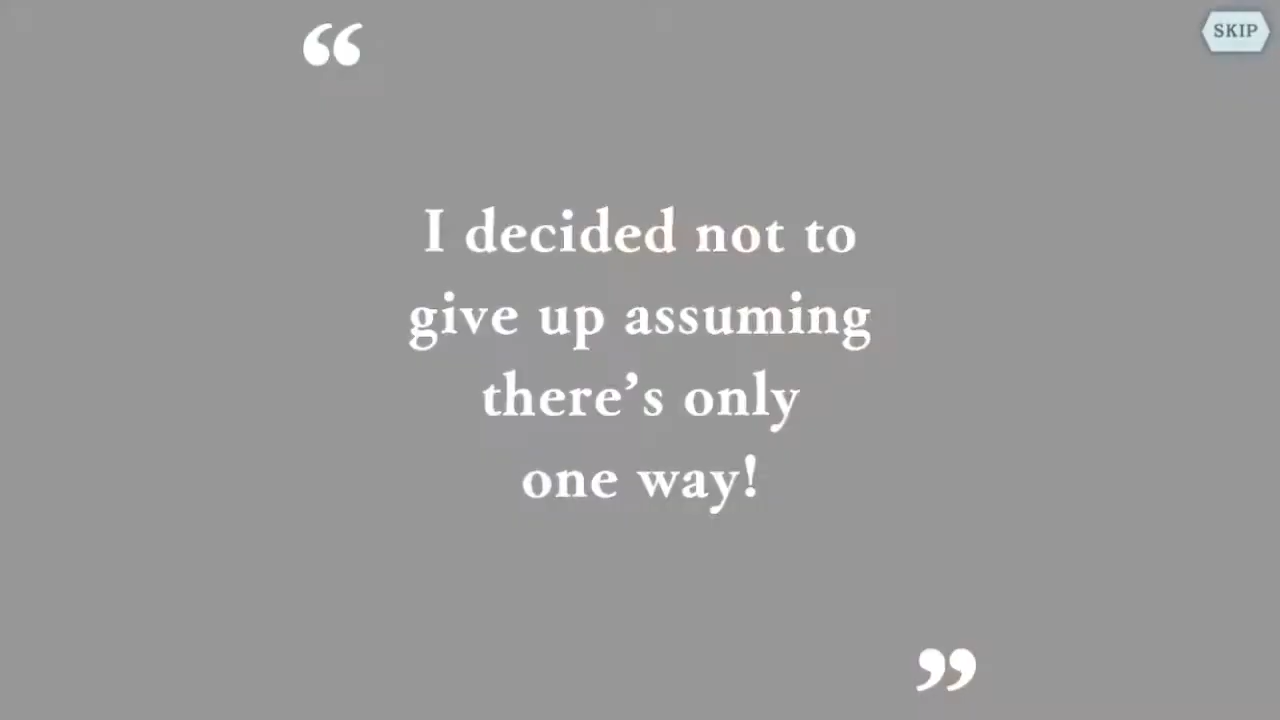 SKIP
“
I decided not to
give up assuming
there’s only
one way!
”